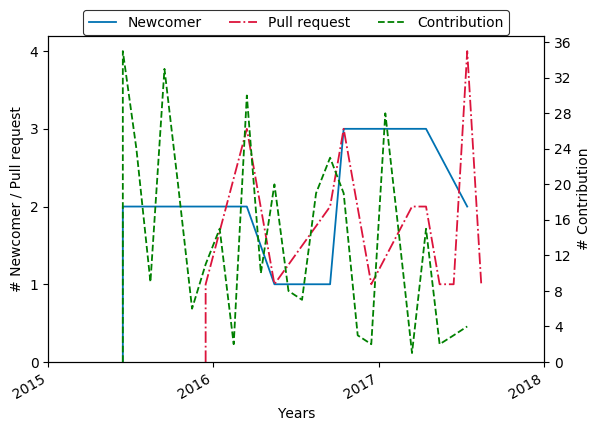 Newcomer Pull request Contribution
4 36
32
3 28
24
2 20
16
12
1 8
4
0 0
# Newcomer / Pull request
# Contribution
2015 2016 2017 2018
Years